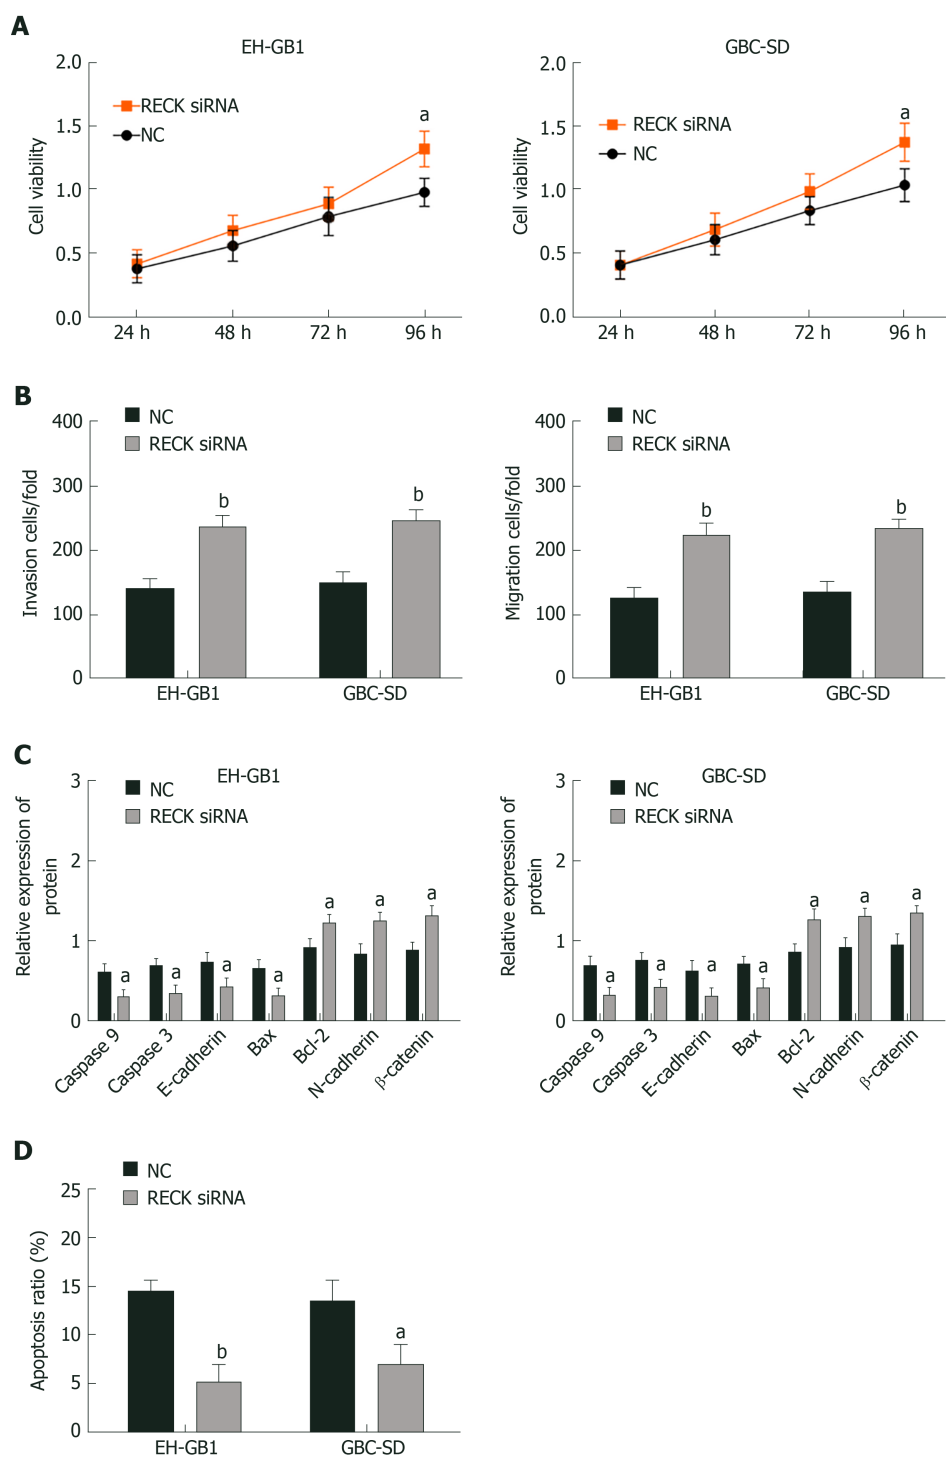 A
EH-GB1
GBC-SD
2.0
1.5
1.0
0.5
0.0
Cell viability
RECK siRNA
NC
a
24 h
48 h
72 h
96 h
2.0
1.5
1.0
0.5
0.0
Cell viability
RECK siRNA
NC
a
24 h
48 h
72 h
96 h
B
NC
RECK siRNA
400
300
200
100
0
Invasion cells/fold
b
b
EH-GB1
GBC-SD
NC
RECK siRNA
400
300
200
100
0
Migration cells/fold
b
b
EH-GB1
GBC-SD
C
EH-GB1
NC
RECK siRNA
3
2
1
0
Relative expression of
protein
a
a
a
a
a
a
a
Caspase 9
Caspase 3
E-cadherin
Bax
Bcl-2
N-cadherin
β-catenin
GBC-SD
NC
RECK siRNA
3
2
1
0
Relative expression of
protein
a
a
a
a
a
a
a
Caspase 9
Caspase 3
E-cadherin
Bax
Bcl-2
N-cadherin
β-catenin
D
NC
RECK siRNA
25
20
15
10
5
0
Apoptosis ratio (%)
b
a
EH-GB1
GBC-SD